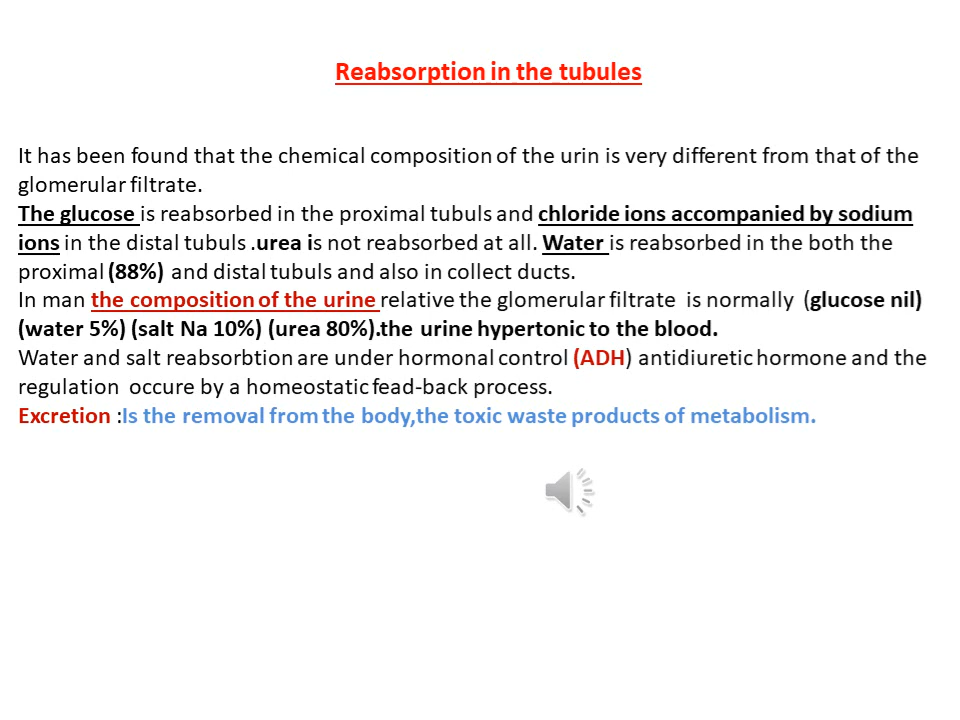 Reabsorption in the tubules
It has been found that the chemical composition of the urin is very different from that of the
glomerular filtrate.
The glucose is reabsorbed in the proximal tubuls and chloride ions accompanied by sodium
ions in the distal tubuls .urea is not reabsorbed at all. Water is reabsorbed in the both the
proximal (88%) and distal tubuls and also in collect ducts.
In man the composition of the urine relative the glomerular filtrate is normally (glucose nil)
(water 5%) (salt Na 10%) (urea 80%).the urine hypertonic to the blood.
Water and salt reabsorbtion are under hormonal control (ADH) antidiuretic hormone and the
regulation occure by a homeostatic fead-back process.
Excretion :Is the removal from the body,the toxic waste products of metabolism.